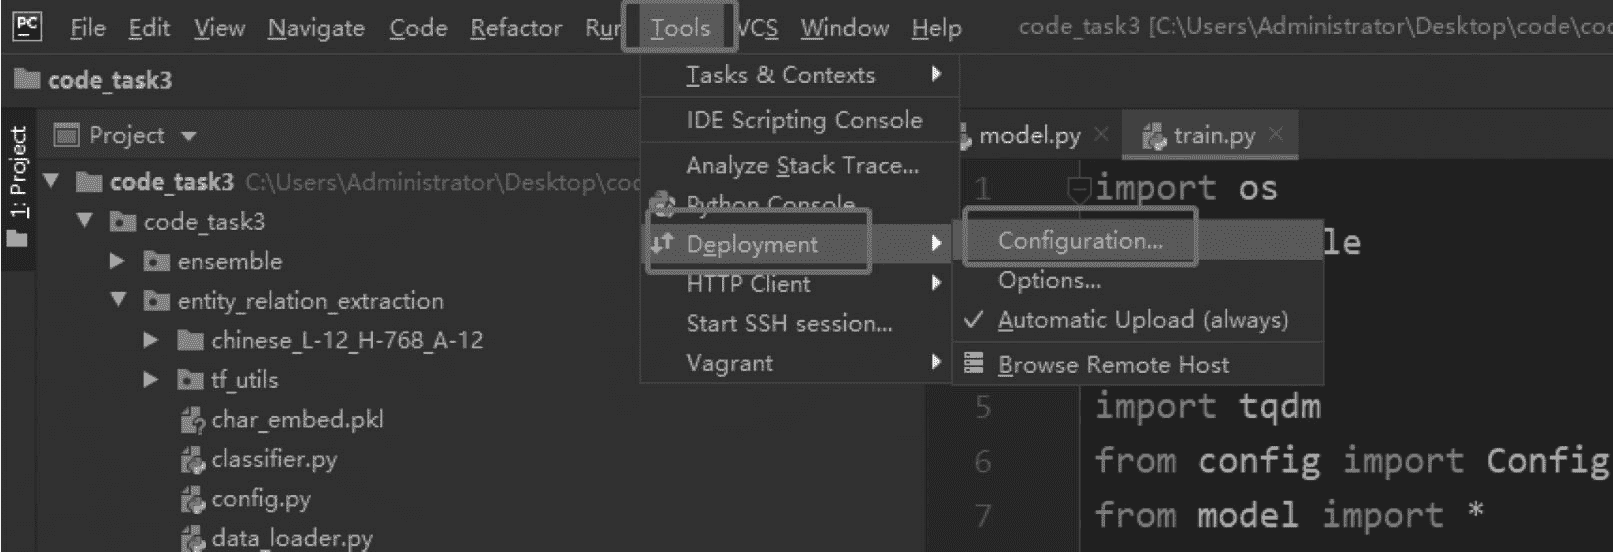 PC File Edit View Navigate Code Refactor Run Tools VCS Window Help code_task3 [C:\Users\Administrator\Desktop\code\co
code_task3
1: Project
Project
code_task3 C:\Users\Administrator\Desktop\co
code_task3
ensemble
entity_relation_extraction
chinese_L-12_H-768_A-12
tf_utils
char_embed.pkl
classifier.py
config.py
data_loader.py
Tasks & Contexts
IDE Scripting Console
Analyze Stack Trace...
Python Console
Deployment
HTTP Client
Start SSH session...
Vagrant
Configuration...
Options...
Automatic Upload (always)
Browse Remote Host
model.py train.py
1 import os
le
5 import tqdm
6 from config import Config
7 from model import *